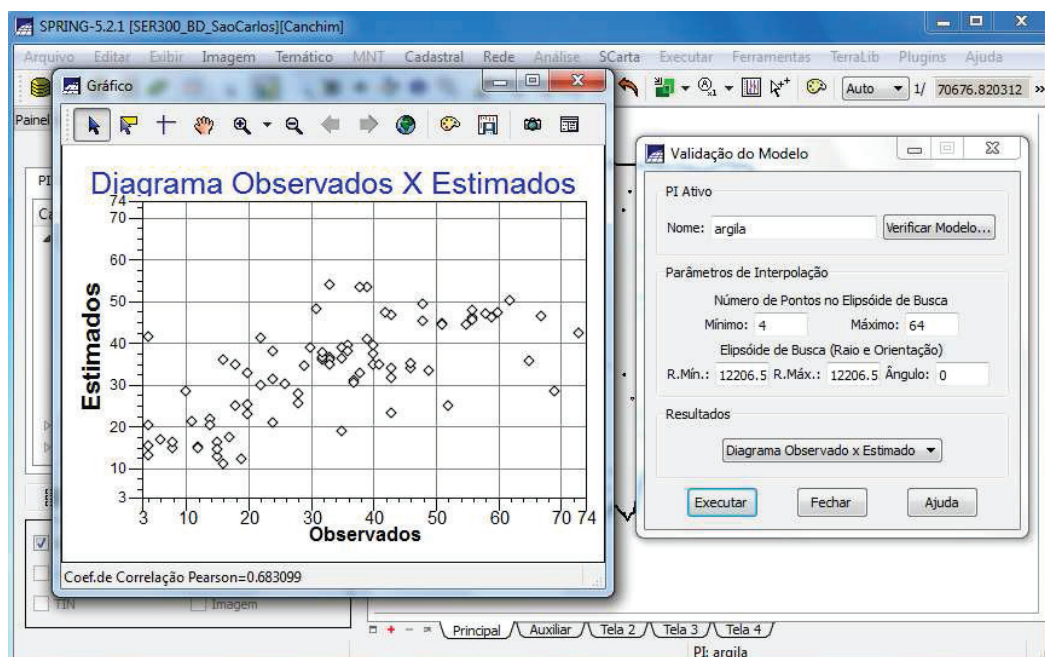 SPRING-5.2.1 [SER300_BD_SaoCarlos][Canchim]
Arquivo Editar Exibir Imagem Temático MNT Cadastral Rede Análise SCarta Executar Ferramentas TerraLib Plugins Ajuda
Gráfico
Auto 1/ 70676.820312 »
Painel
Diagrama Observados X Estimados
Estimados
74
70
60
50
40
30
20
10
3
3 10 20 30 40 50 60 70 74
Observados
Coef.de Correlação Pearson=0.683099
TIN Imagem
Validação do Modelo
PI Ativo
Nome: argila Verificar Modelo...
Parâmetros de Interpolação
Número de Pontos no Elipsóide de Busca
Mínimo: 4 Máximo: 64
Elipsóide de Busca (Raio e Orientação)
R.Mín.: 12206.5 R.Máx.: 12206.5 Ângulo: 0
Resultados
Diagrama Observado x Estimado
Executar Fechar Ajuda
Principal Auxiliar Tela 2 Tela 3 Tela 4
PI: argila